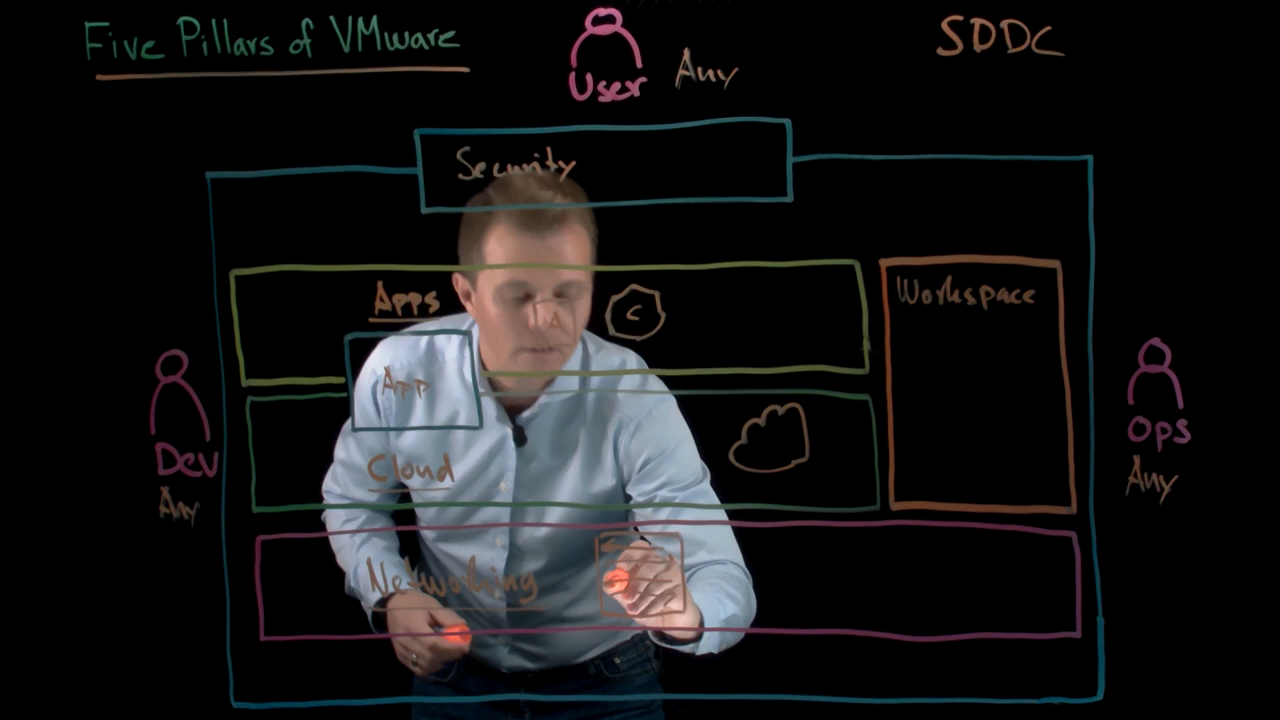 Five Pillars of VMware
SDDC
User Any
Security
Apps
A
C
Workspace
App
Dev
Any
Cloud
Ops
Any
Networking